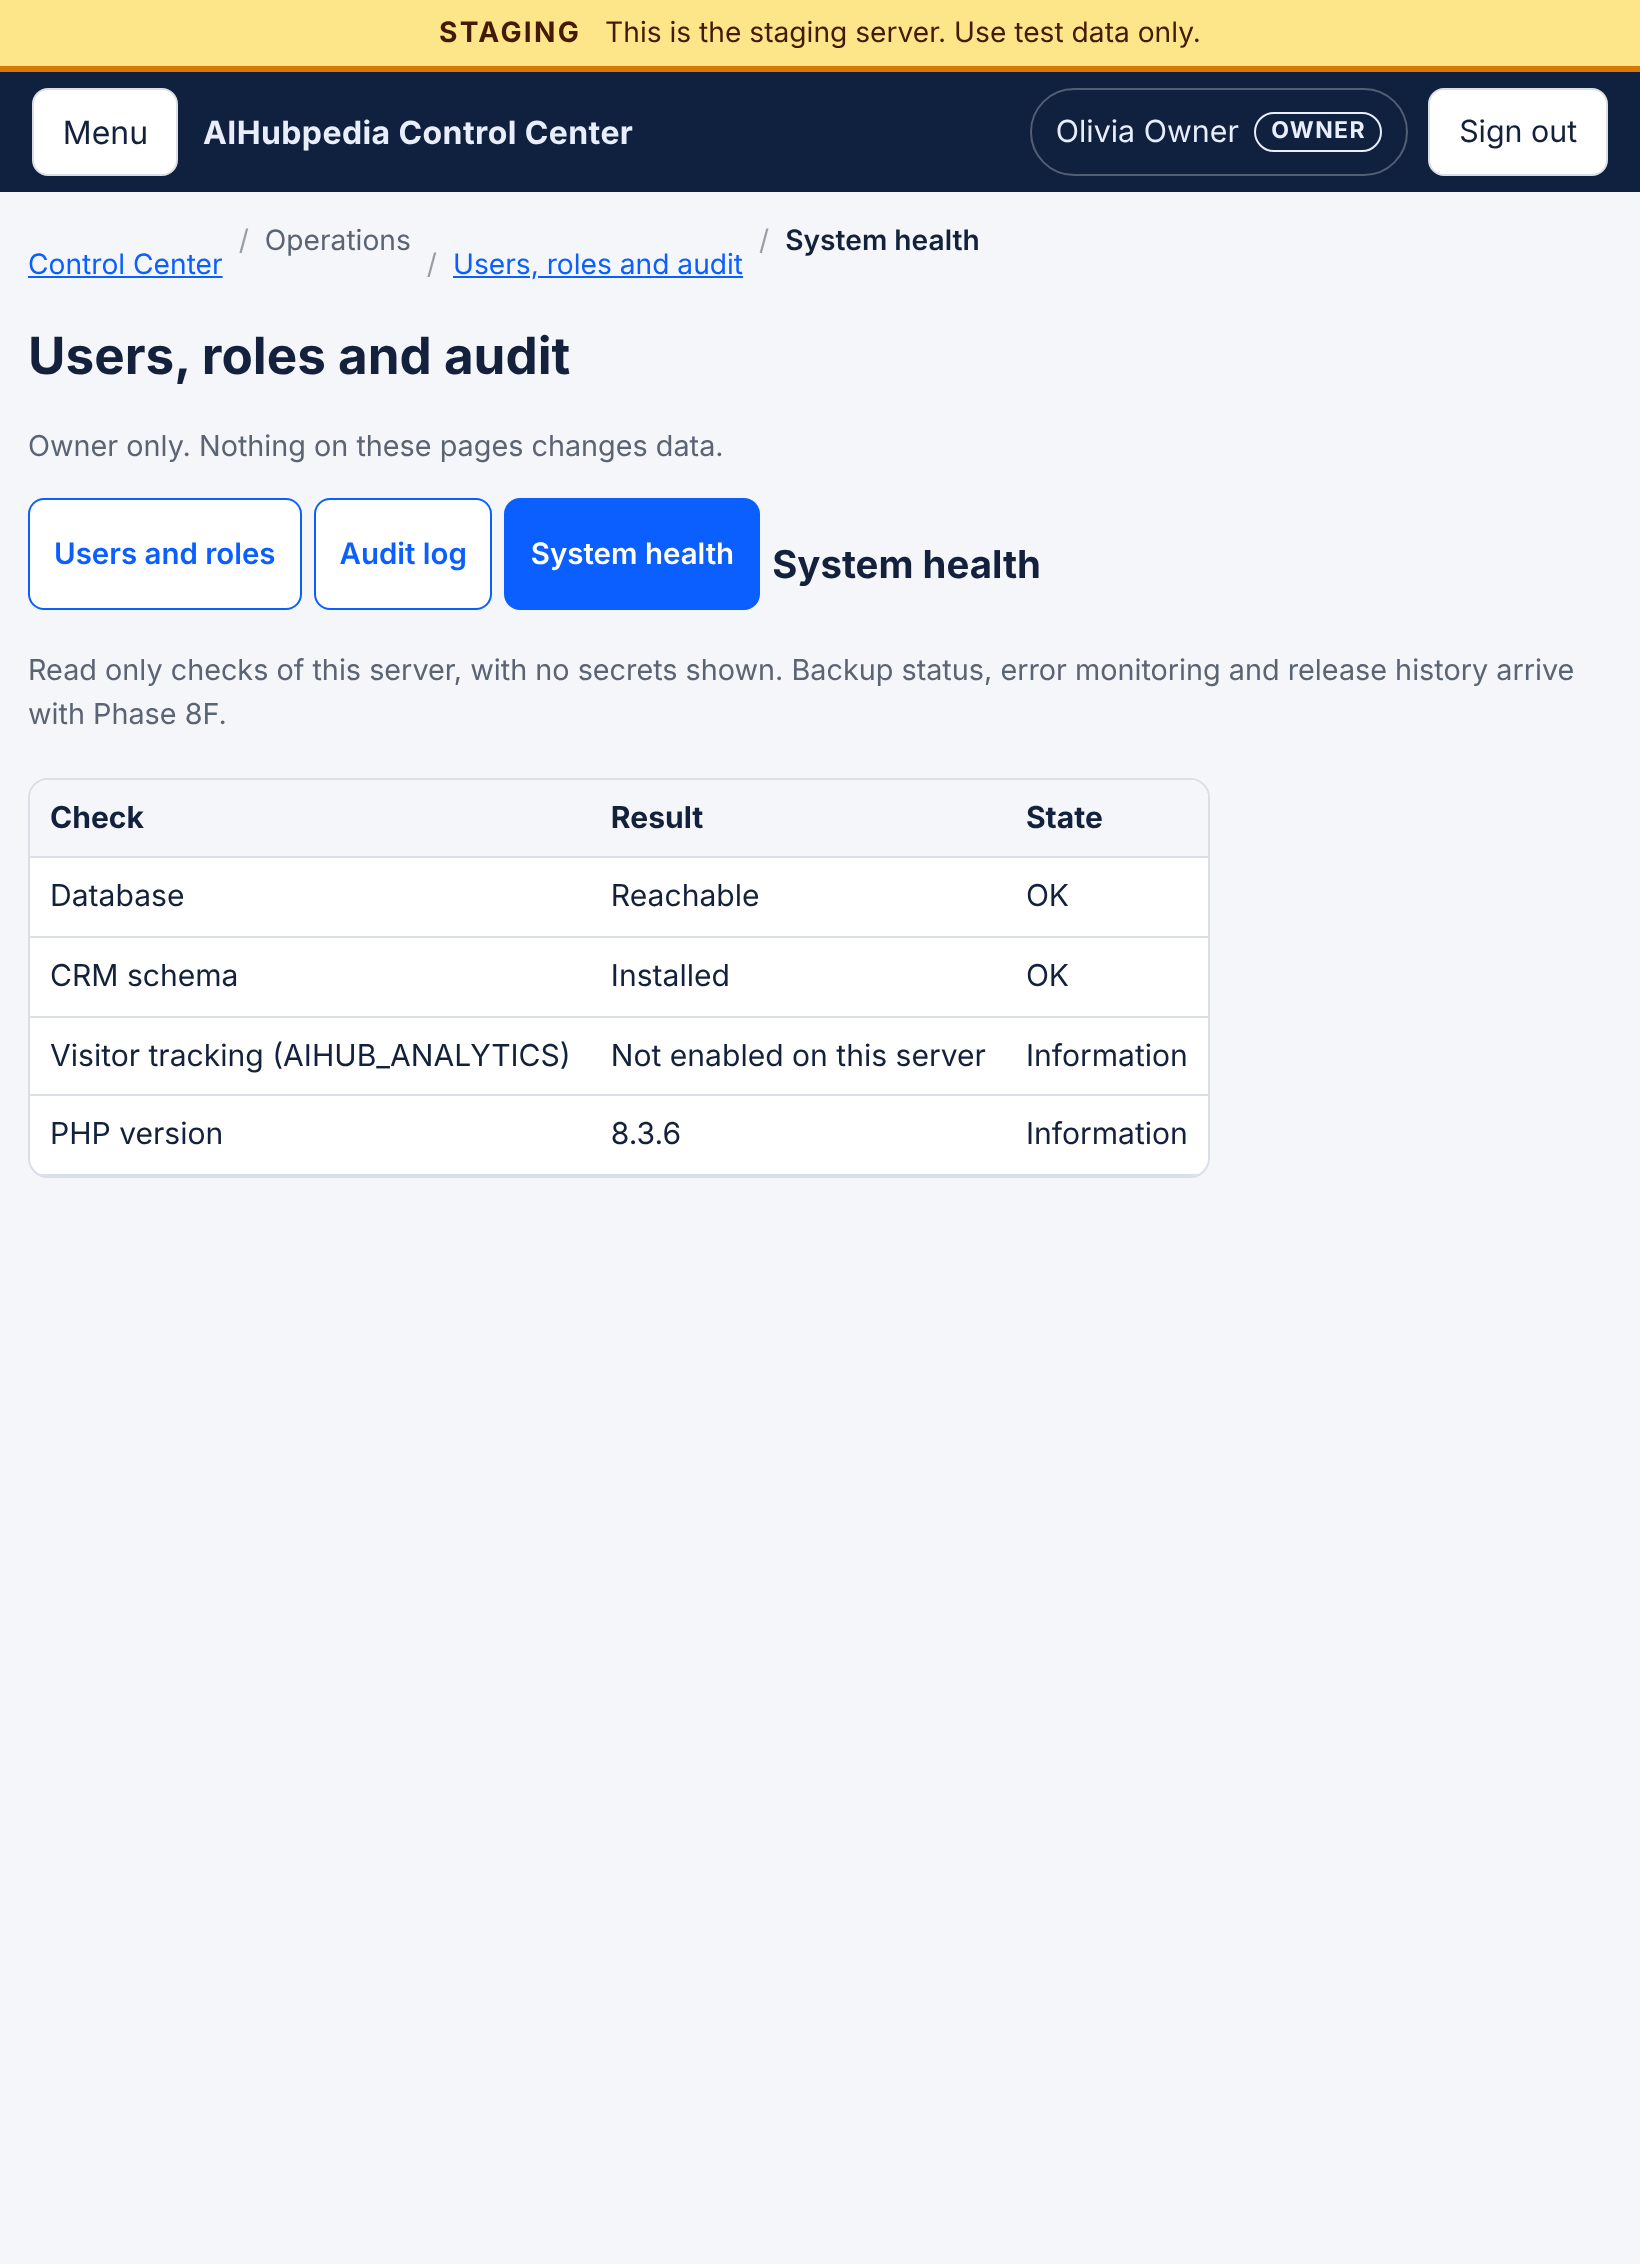 STAGING This is the staging server. Use test data only.
Menu AIHubpedia Control Center Olivia Owner OWNER Sign out
Control Center / Operations / Users, roles and audit / System health
Users, roles and audit
Owner only. Nothing on these pages changes data.
Users and roles Audit log System health System health
Read only checks of this server, with no secrets shown. Backup status, error monitoring and release history arrive
with Phase 8F.
Check Result State
Database Reachable OK
CRM schema Installed OK
Visitor tracking (AIHUB_ANALYTICS) Not enabled on this server Information
PHP version 8.3.6 Information